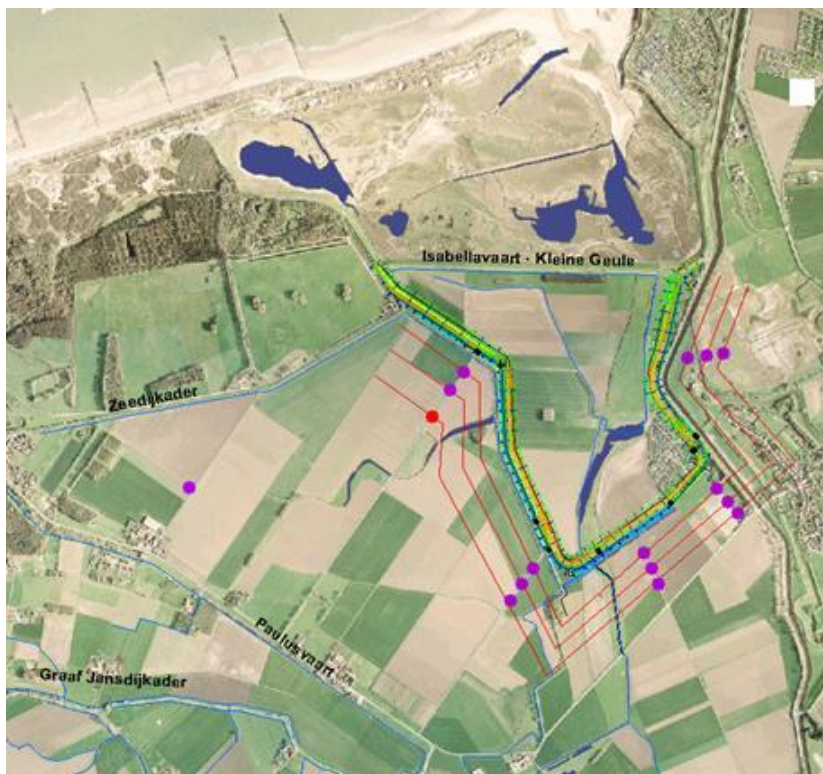 Isabellavaart - Kleine Geule
Zeedijkader
Paulusvaart
Graaf Jansdijkader